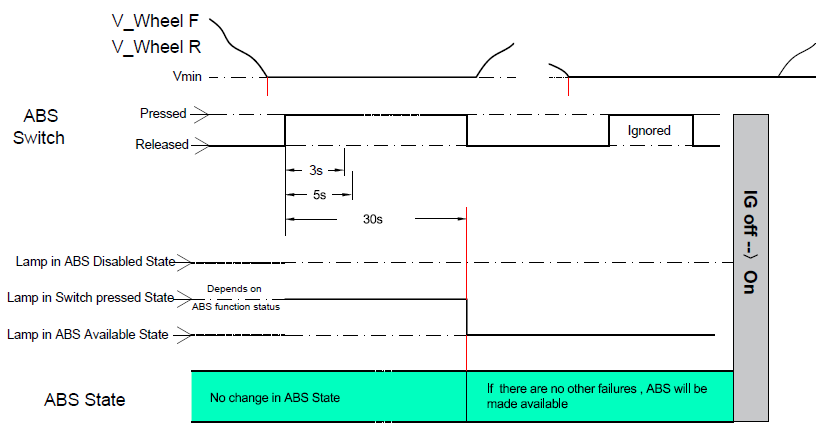 V_Wheel F
V_Wheel R
Vmin
ABS
Switch
Pressed
Released
Ignored
3s
5s
30s
IG off --> On
Lamp in ABS Disabled State
Lamp in Switch pressed State
Depends on
ABS function status
Lamp in ABS Available State
ABS State
No change in ABS State
If there are no other failures , ABS will be
made available